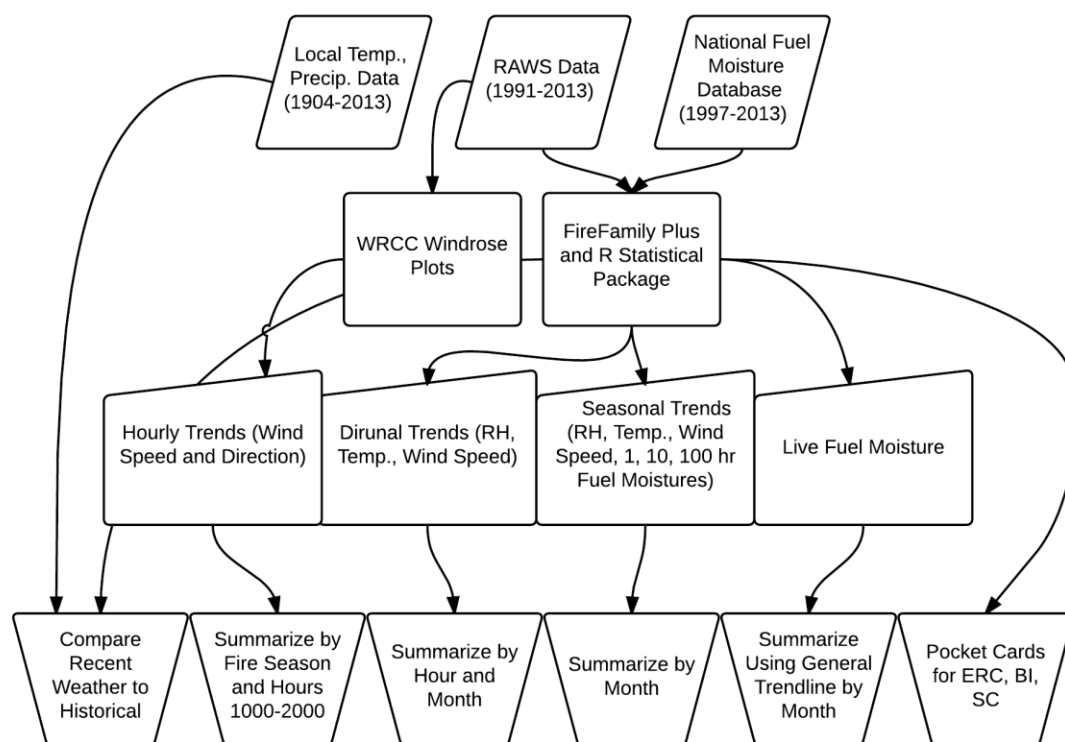 Local Temp.,
Precip. Data
(1904-2013)
RAWS Data
(1991-2013)
National Fuel
Moisture
Database
(1997-2013)
WRCC Windrose
Plots
FireFamily Plus
and R Statistical
Package
Hourly Trends (Wind
Speed and Direction)
Dirunal Trends (RH,
Temp., Wind Speed)
Seasonal Trends
(RH, Temp., Wind
Speed, 1, 10, 100 hr
Fuel Moistures)
Live Fuel Moisture
Compare
Recent
Weather to
Historical
Summarize by
Fire Season
and Hours
1000-2000
Summarize by
Hour and
Month
Summarize by
Month
Summarize
Using General
Trendline by
Month
Pocket Cards
for ERC, BI,
SC